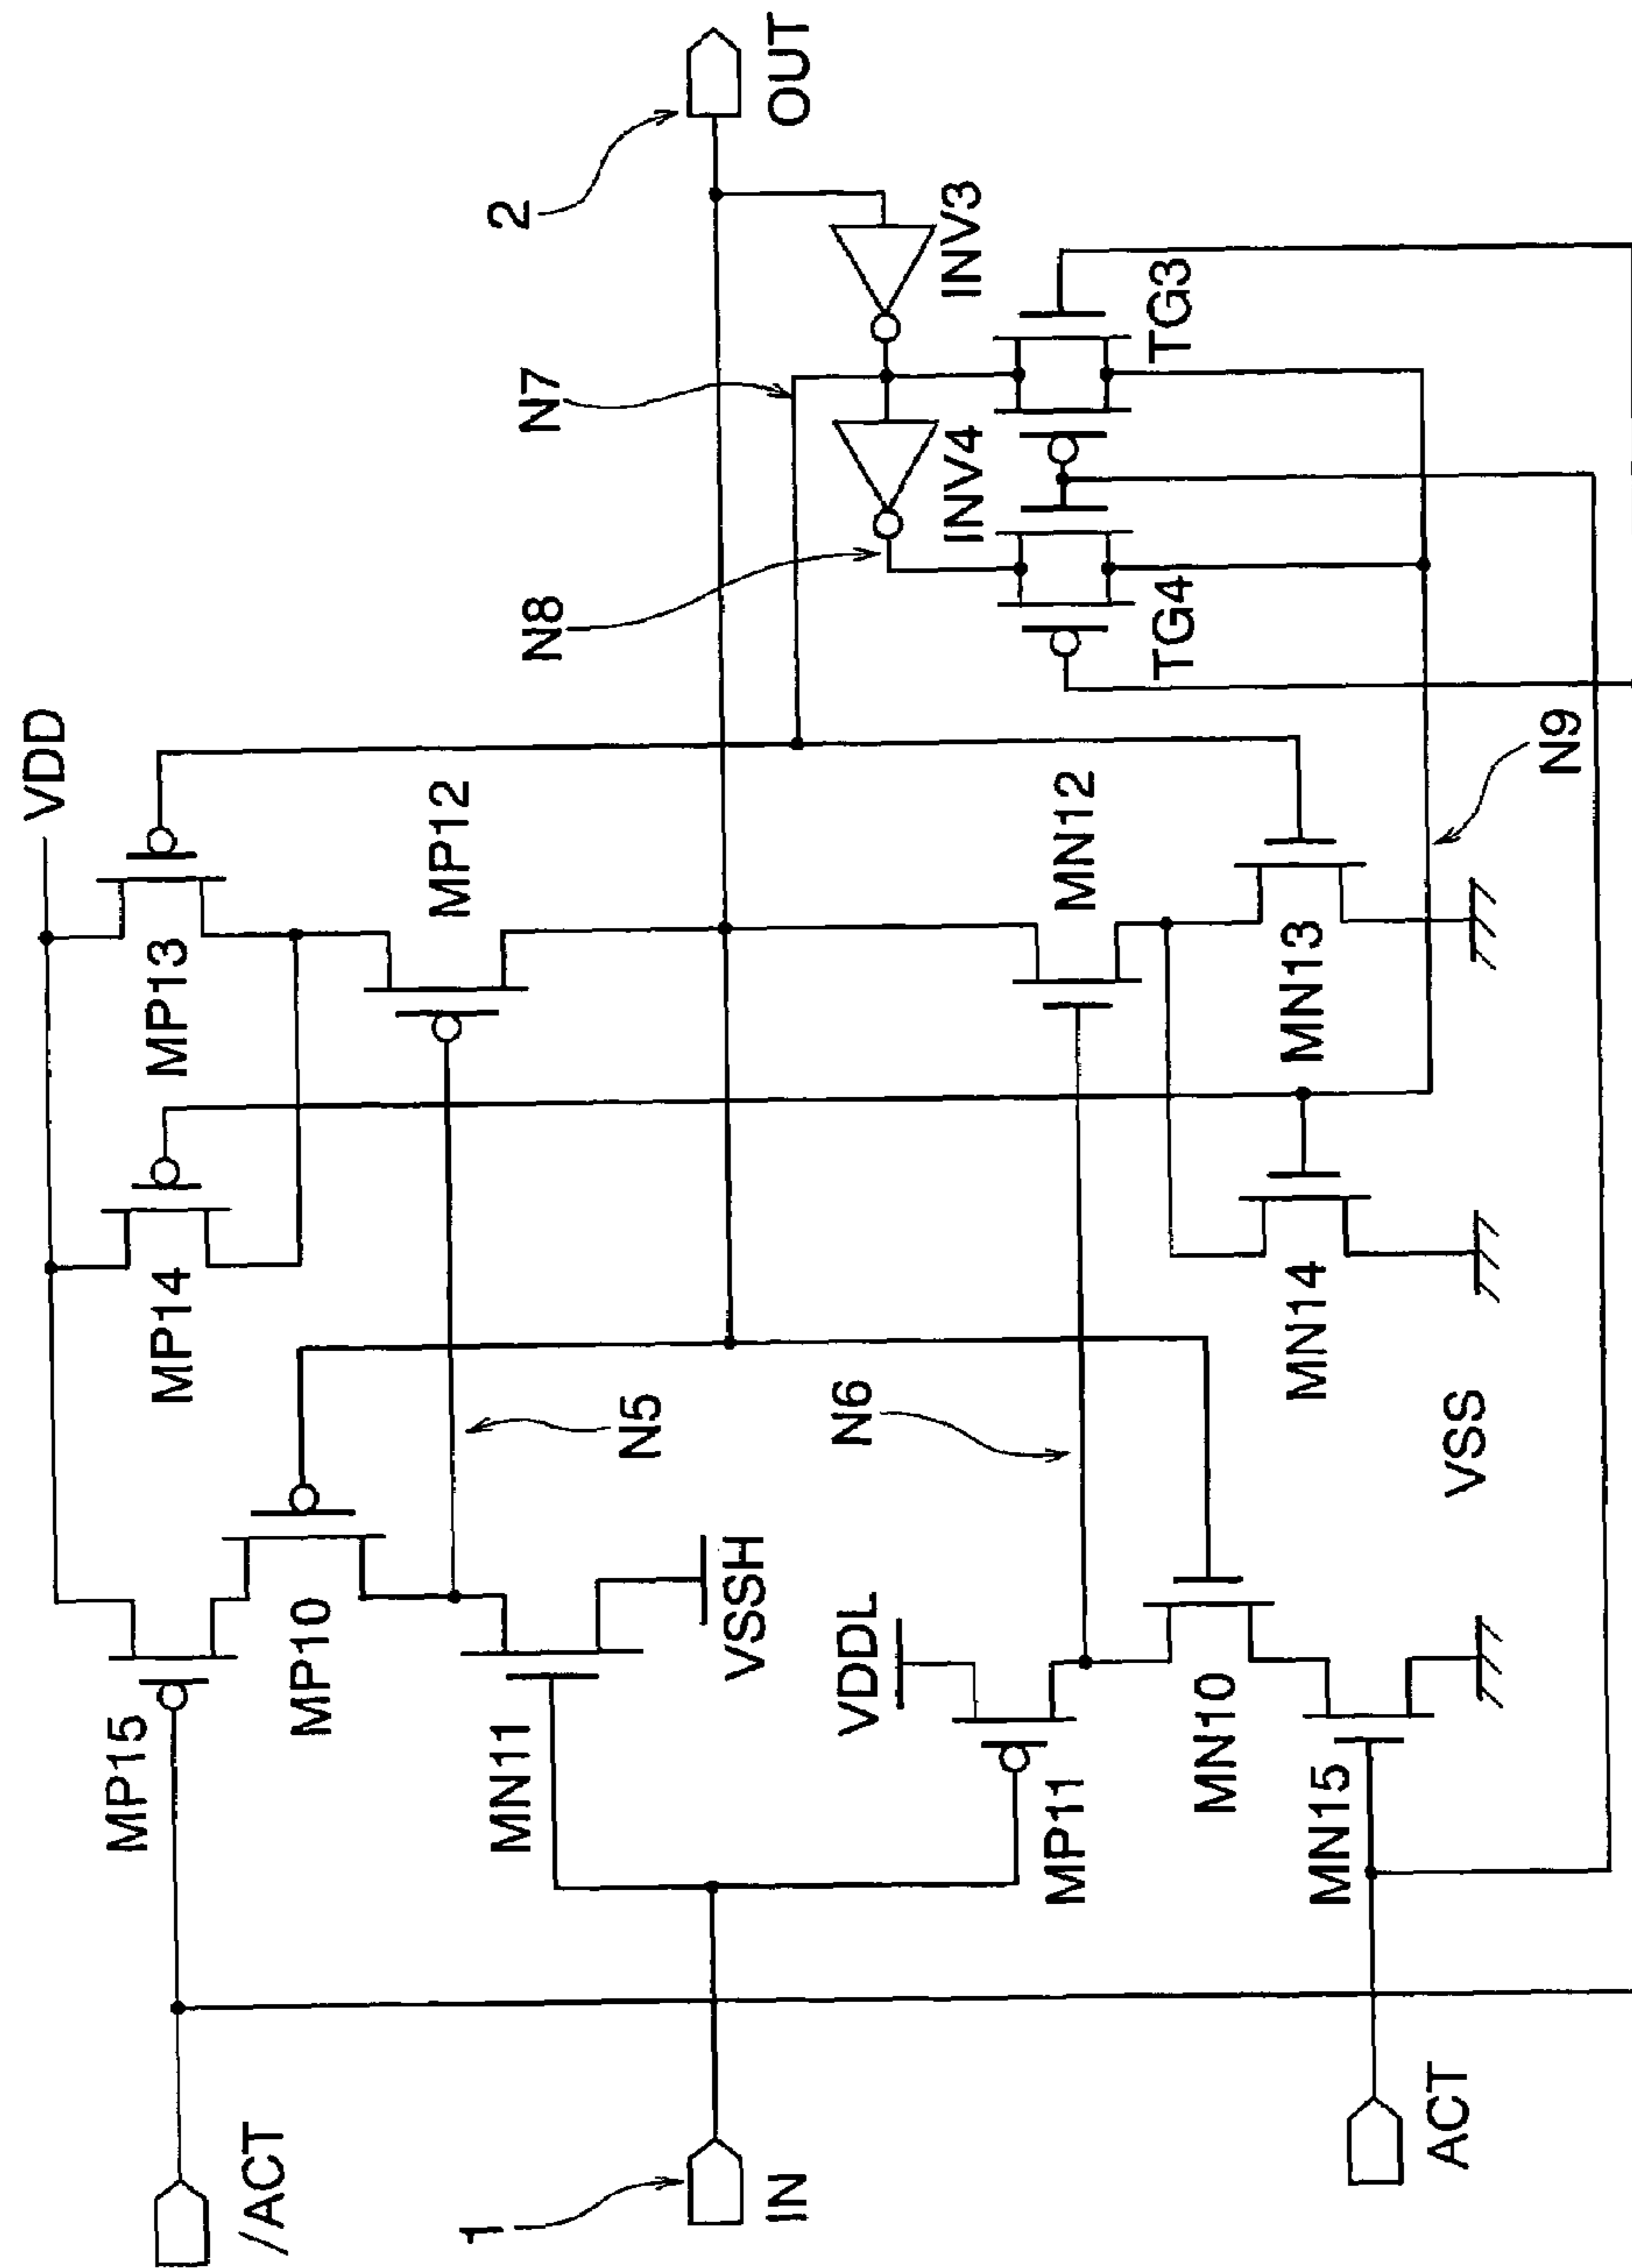 VDD
MP15
MP14
MP13
MP10
MP12
/ACT
N5
2
OUT
MN11
VSSH
N8
N7
1
IN
VDDL
N6
INV4
INV3
MP11
MN12
MN10
TG4
TG3
MN15
MN14
MN13
ACT
VSS
N9